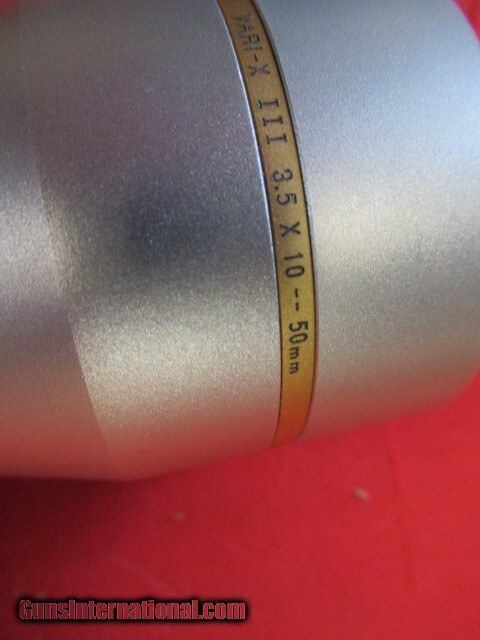 VARI-X III 3.5 X 10 -- 50mm
GunsInternational.com